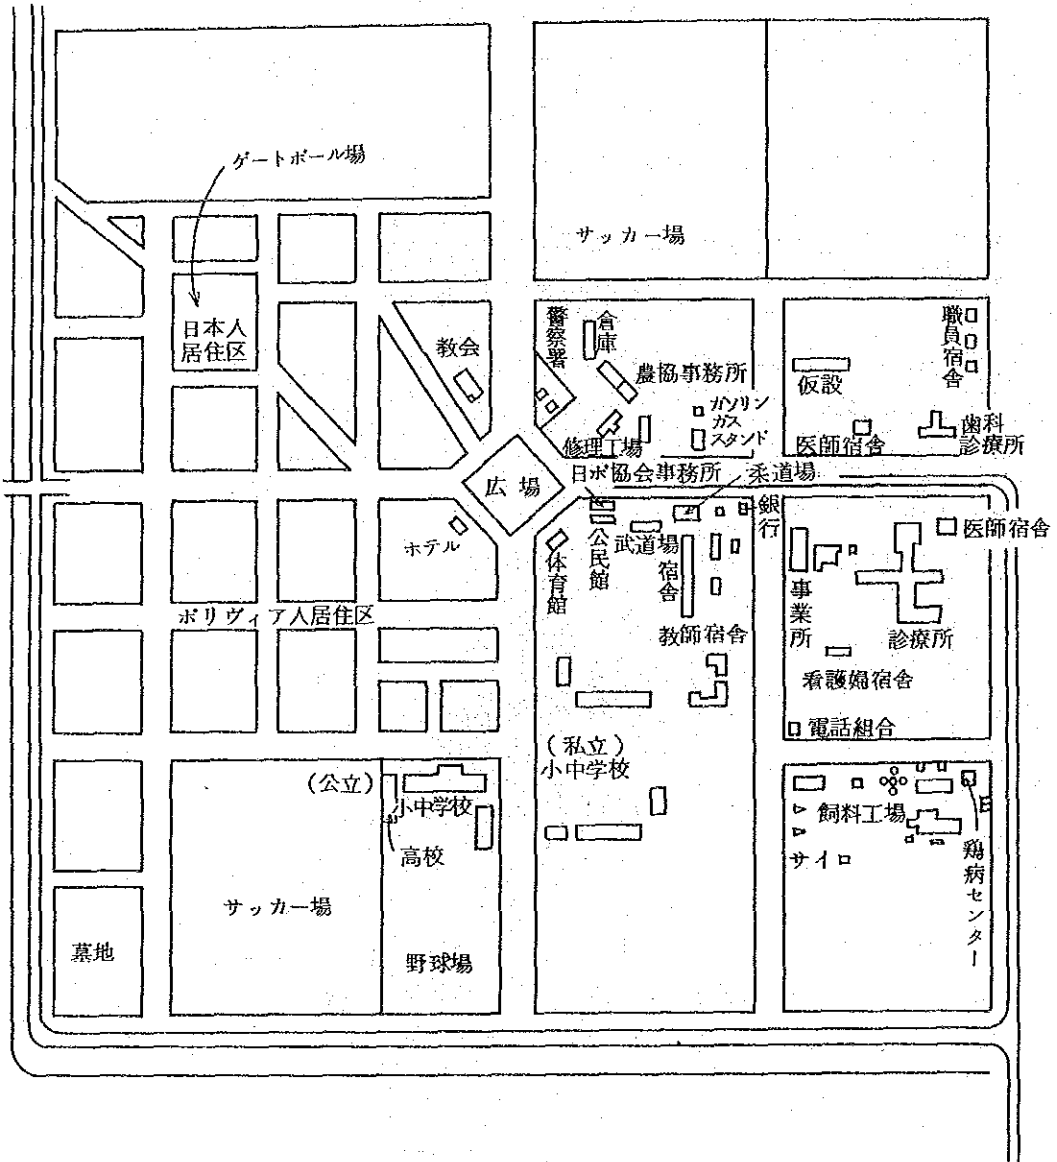 ゲートボール場
サッカー場
日本人
居住区
教会
警察署
倉庫
農協事務所
ガソリン
ガス
スタンド
修理工場
職員宿舎
仮設
医師宿舎
歯科
診療所
広場
日ボ協会事務所
柔道場
銀行
ホテル
体育館
公民館
武道場
宿舎
教師宿舎
医師宿舎
事業所
診療所
看護婦宿舎
電話組合
ボリヴィア人居住区
(公立)
小中学校
高校
(私立)
小中学校
飼料工場
サイロ
鶏病センター
サッカー場
野球場
墓地